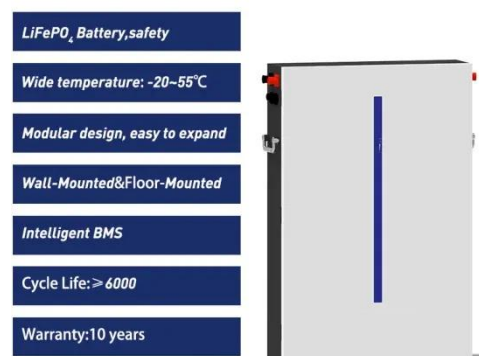 LiFePO₄ Battery,safety
Wide temperature: -20~55℃
Modular design, easy to expand
Wall-Mounted&Floor-Mounted
Intelligent BMS
Cycle Life:≥6000
Warranty:10 years